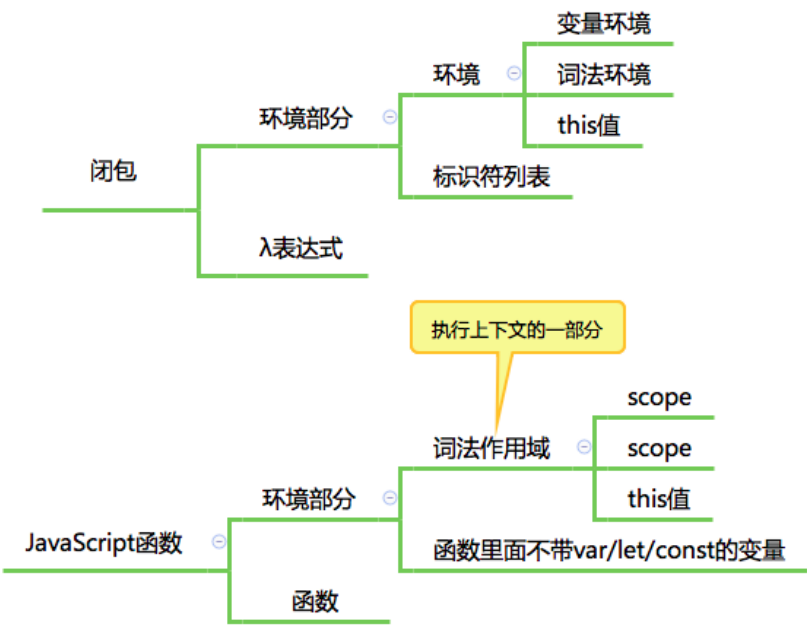 变量环境
环境
词法环境
环境部分
this值
闭包
标识符列表
λ表达式
执行上下文的一部分
scope
词法作用域
scope
环境部分
this值
JavaScript函数
函数里面不带var/let/const的变量
函数